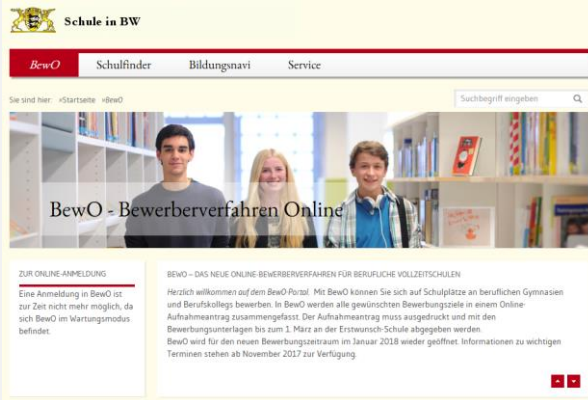 Schule in BW
BewO Schulfinder Bildungsnavi Service
Sie sind hier: »Startseite »BewO
Suchbegriff eingeben
BewO - Bewerberverfahren Online
ZUR ONLINE-ANMELDUNG
Eine Anmeldung in BewO ist
zur Zeit nicht mehr möglich, da
sich BewO im Wartungsmodus
befindet.
BEWO – DAS NEUE ONLINE-BEWERBERVERFAHREN FÜR BERUFLICHE VOLLZEITSCHULEN
Herzlich willkommen auf dem BewO-Portal. Mit BewO können Sie sich auf Schulplätze an beruflichen Gymnasien
und Berufskollegs bewerben. In BewO werden alle gewünschten Bewerbungsziele in einem Online-
Aufnahmeantrag zusammengefasst. Der Aufnahmeantrag muss ausgedruckt und mit den
Bewerbungsunterlagen bis zum 1. März an der Erstwunsch-Schule abgegeben werden.
BewO wird für den neuen Bewerbungszeitraum im Januar 2018 wieder geöffnet. Informationen zu wichtigen
Terminen stehen ab November 2017 zur Verfügung.